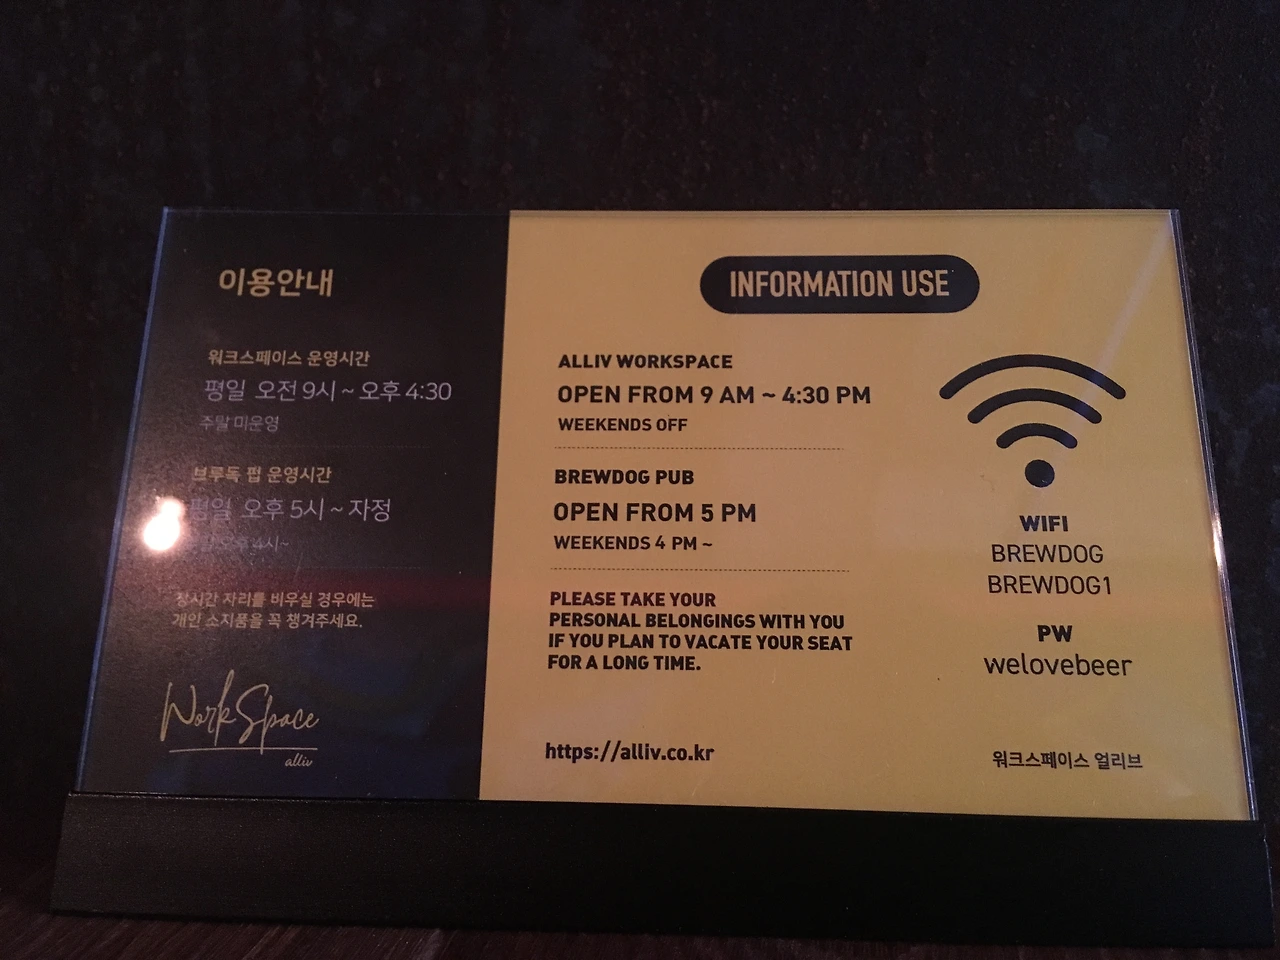 이용안내
워크스페이스 운영시간
평일 오전 9시 ~ 오후 4:30
주말 미운영
브루독 펍 운영시간
평일 오후 5시 ~ 자정
오후 4시~
장시간 자리를 비우실 경우에는
개인 소지품을 꼭 챙겨주세요.
WorkSpace
alliv
INFORMATION USE
ALLIV WORKSPACE
OPEN FROM 9 AM ~ 4:30 PM
WEEKENDS OFF
BREWDOG PUB
OPEN FROM 5 PM
WEEKENDS 4 PM ~
PLEASE TAKE YOUR
PERSONAL BELONGINGS WITH YOU
IF YOU PLAN TO VACATE YOUR SEAT
FOR A LONG TIME.
https://alliv.co.kr
WIFI
BREWDOG
BREWDOG1
PW
welovebeer
워크스페이스 얼리브